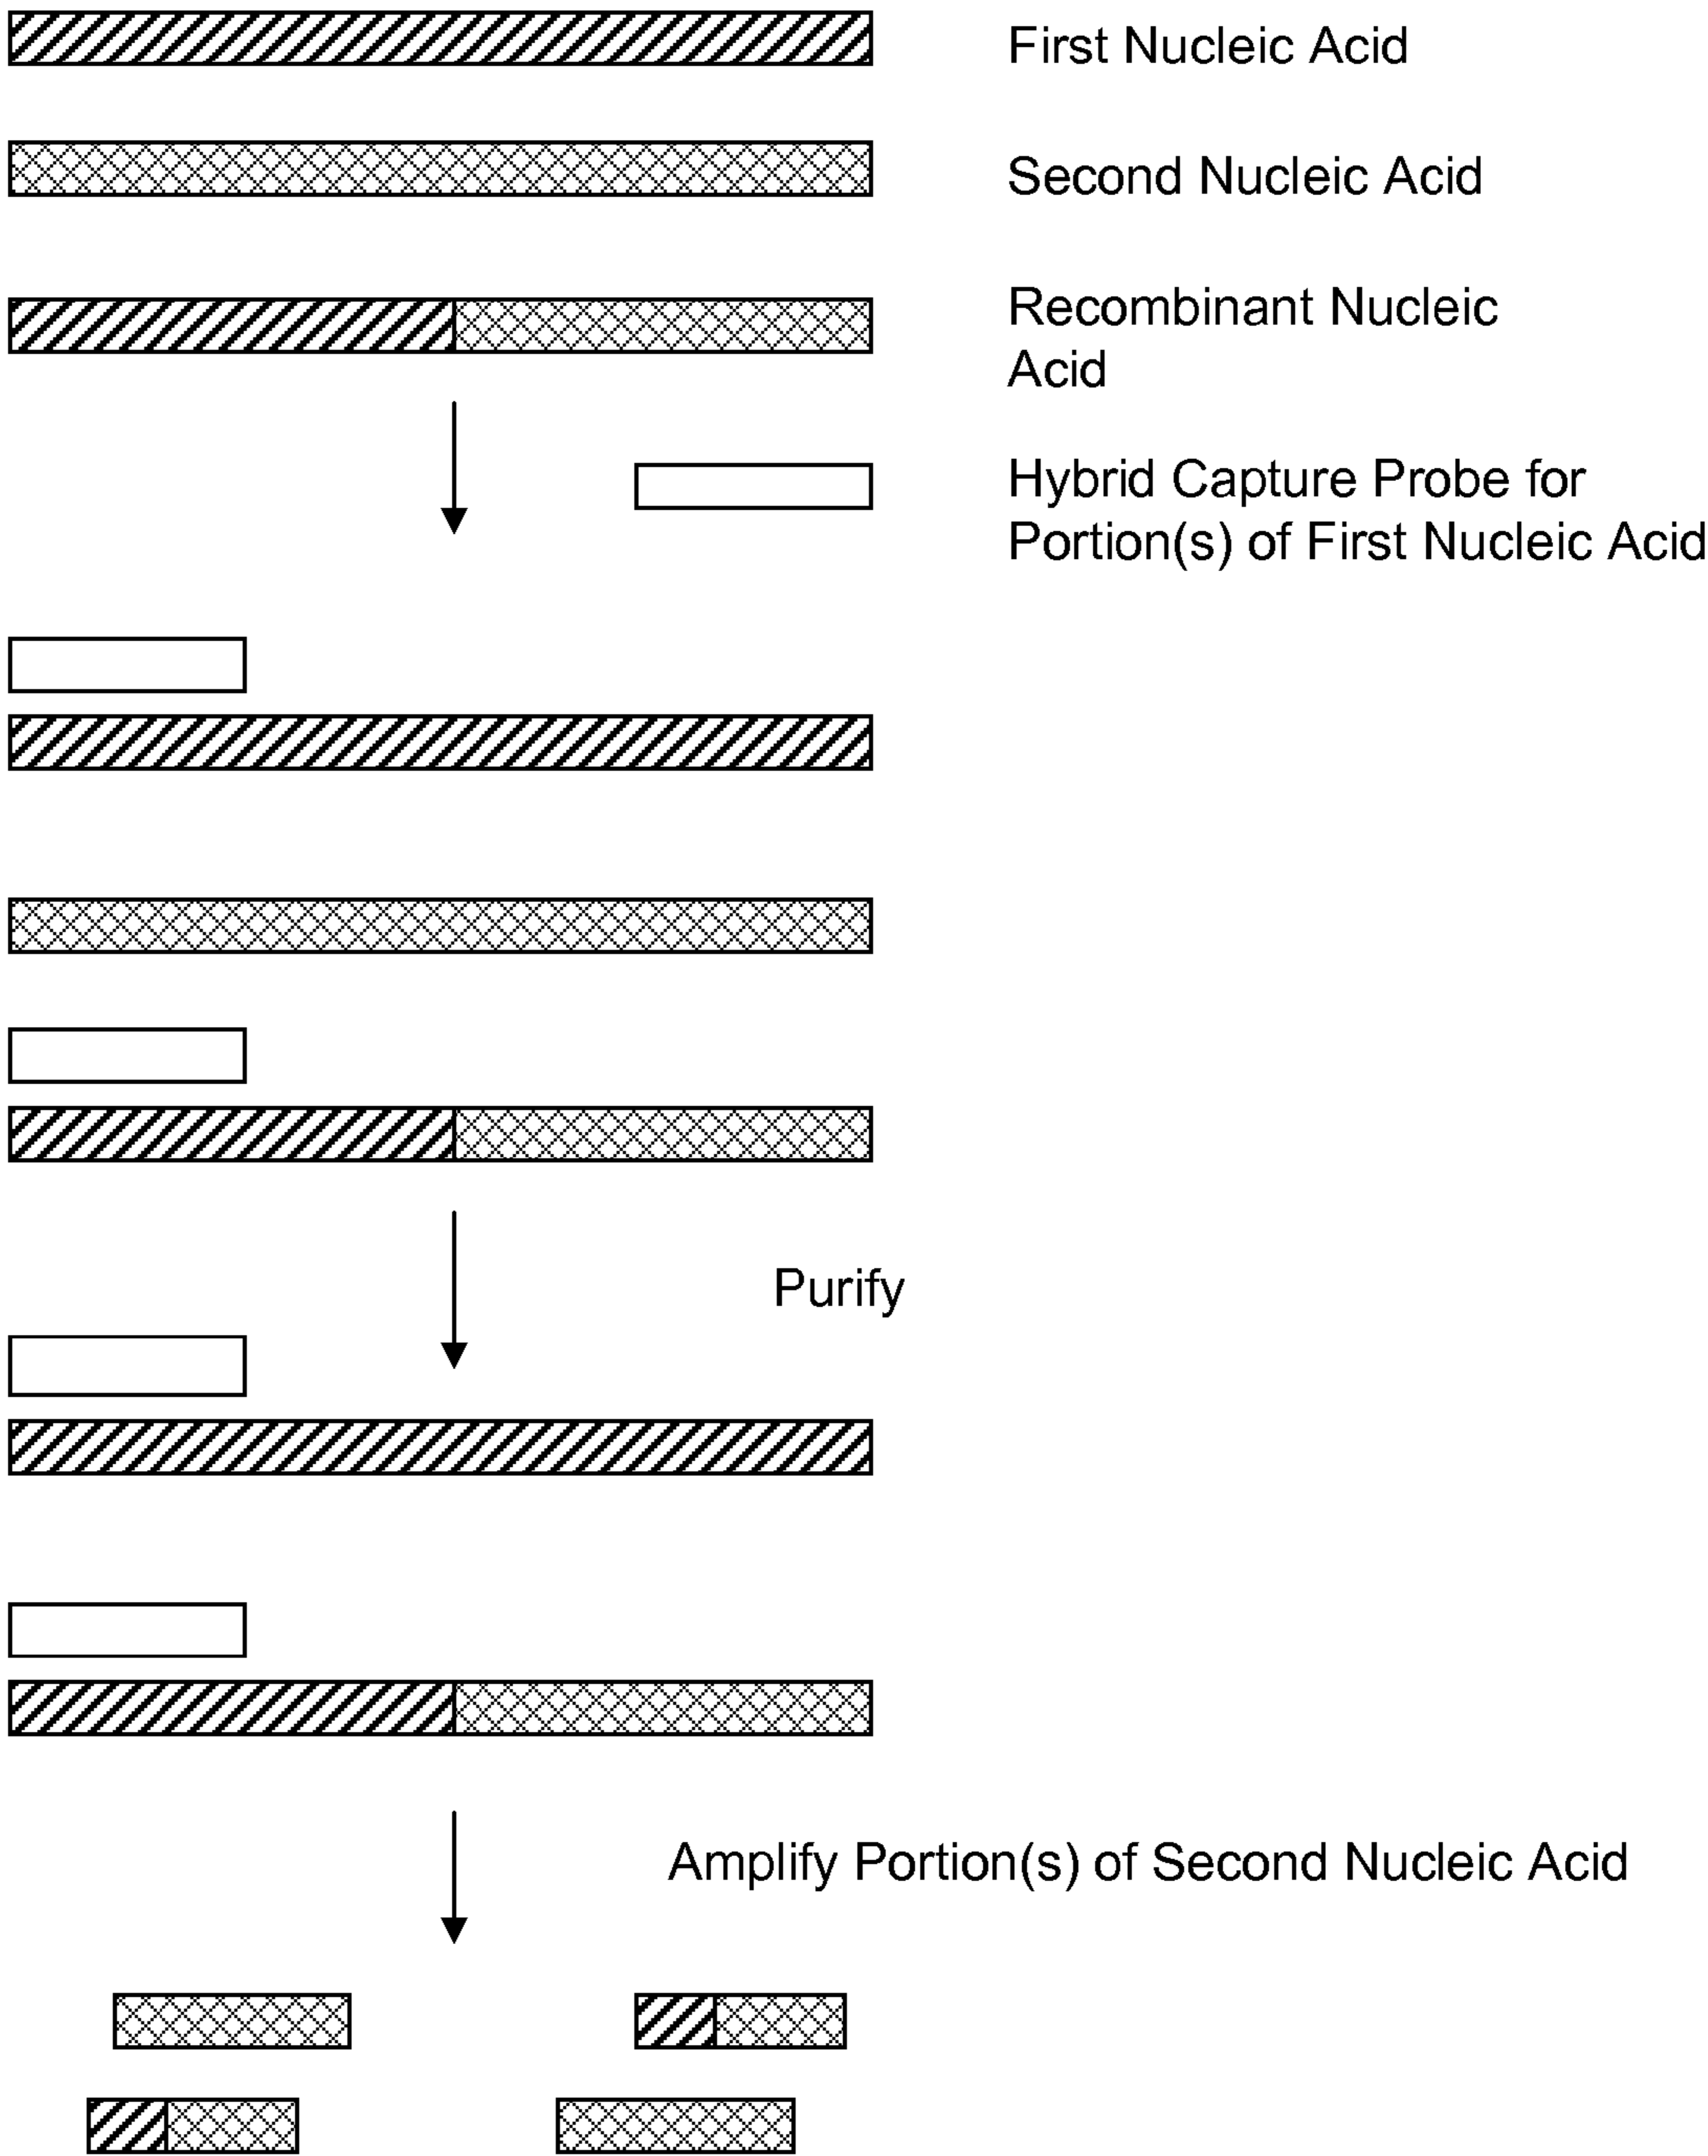 First Nucleic Acid
Second Nucleic Acid
Recombinant Nucleic
Acid
Hybrid Capture Probe for
Portion(s) of First Nucleic Acid
Purify
Amplify Portion(s) of Second Nucleic Acid